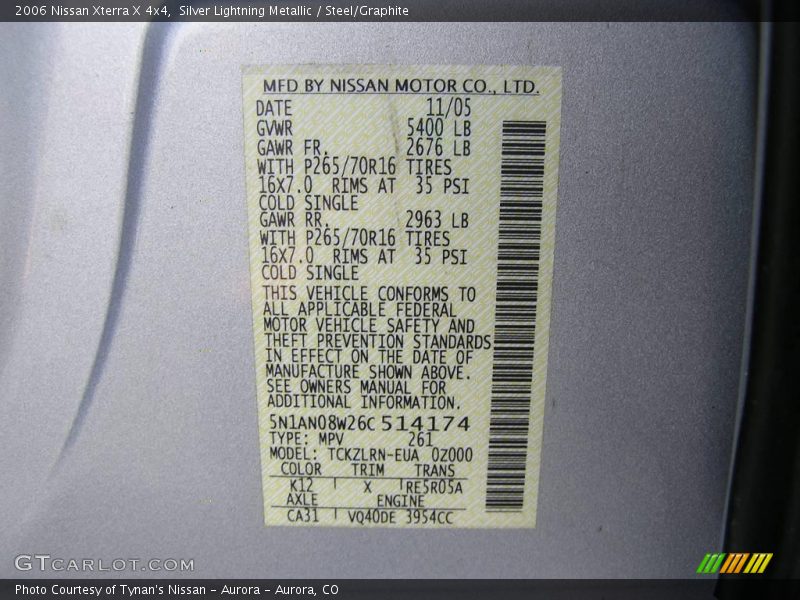 2006 Nissan Xterra X 4x4, Silver Lightning Metallic / Steel/Graphite
MFD BY NISSAN MOTOR CO., LTD.
DATE 11/05
GVWR 5400 LB
GAWR FR. 2676 LB
WITH P265/70R16 TIRES
16X7.0 RIMS AT 35 PSI
COLD SINGLE
GAWR RR. 2963 LB
WITH P265/70R16 TIRES
16X7.0 RIMS AT 35 PSI
COLD SINGLE
THIS VEHICLE CONFORMS TO
ALL APPLICABLE FEDERAL
MOTOR VEHICLE SAFETY AND
THEFT PREVENTION STANDARDS
IN EFFECT ON THE DATE OF
MANUFACTURE SHOWN ABOVE.
SEE OWNERS MANUAL FOR
ADDITIONAL INFORMATION.
5N1AN08W26C514174
TYPE: MPV 261
MODEL: TCKZLRN-EUA 0Z000
COLOR TRIM TRANS
K12 X RE5R05A
AXLE ENGINE
CA31 VQ40DE 3954CC
GTCARLOT.COM
Photo Courtesy of Tynan's Nissan - Aurora - Aurora, CO